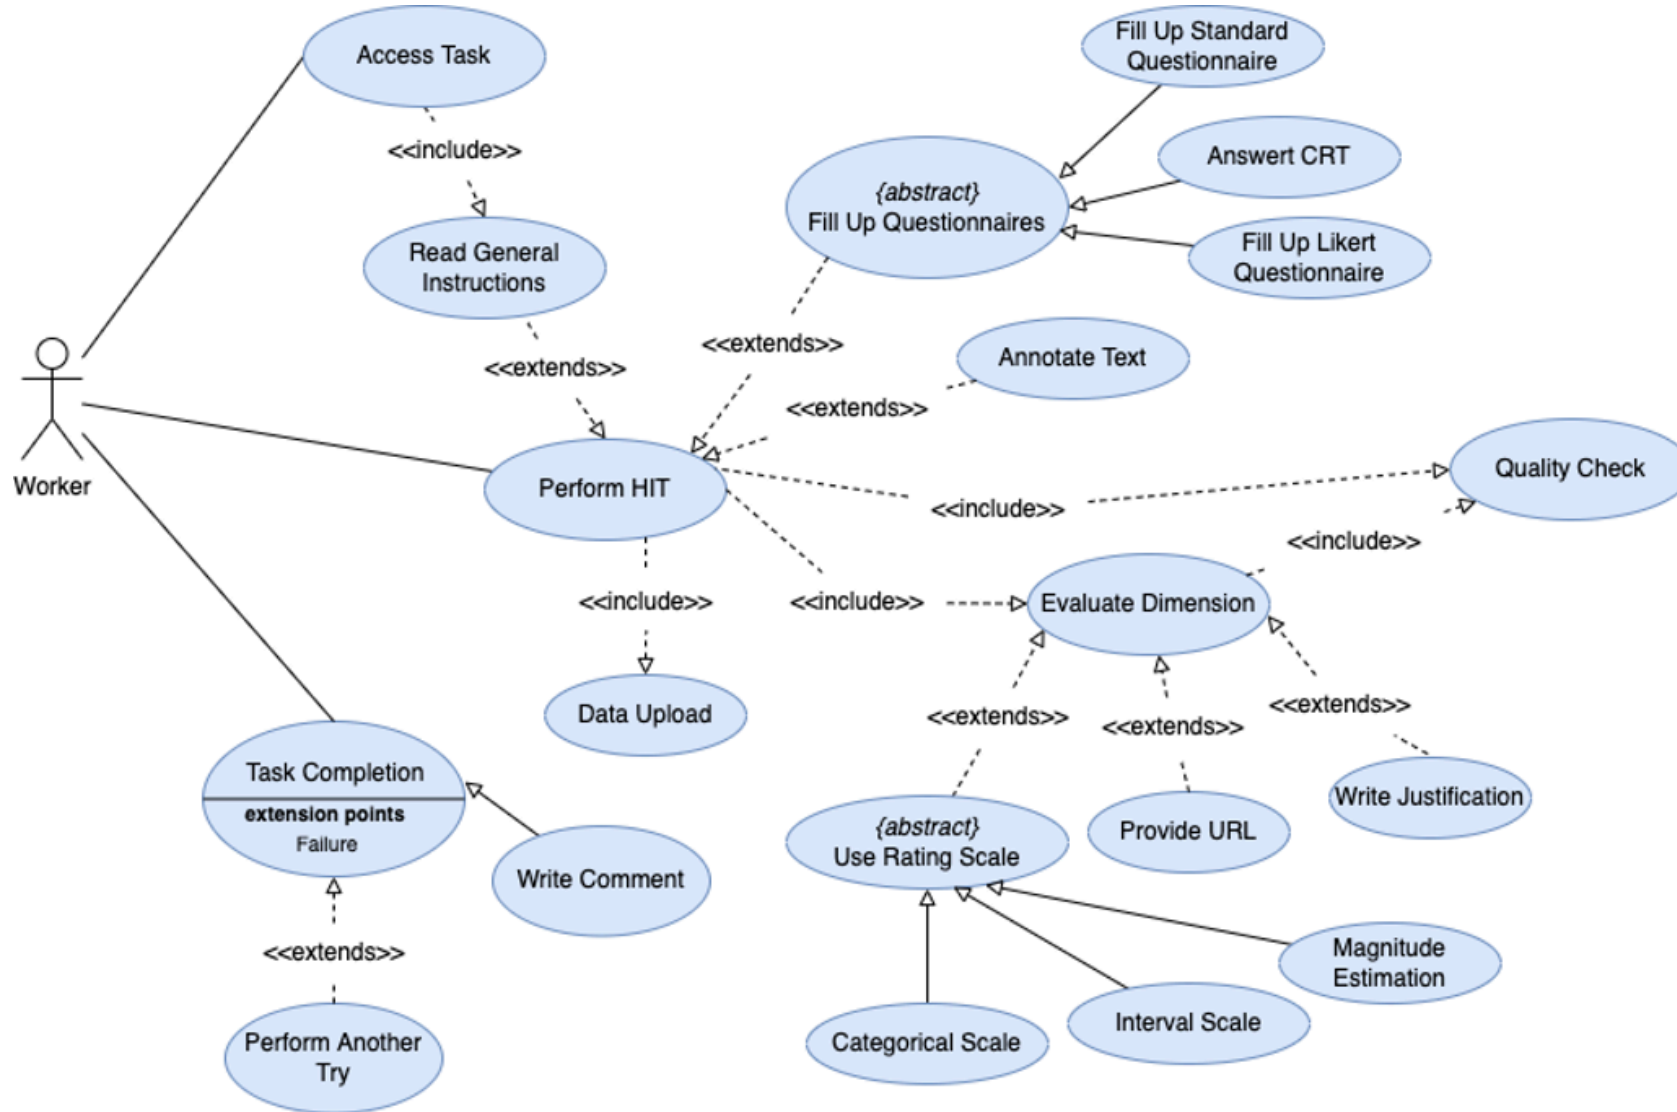 Access Task
<<include>>
Read General
Instructions
<<extends>>
Fill Up Standard
Questionnaire
Answert CRT
{abstract}
Fill Up Questionnaires
Fill Up Likert
Questionnaire
<<extends>>
Annotate Text
<<extends>>
Worker
Perform HIT
Quality Check
<<include>>
<<include>>
<<include>>
<<include>>
Evaluate Dimension
Data Upload
<<extends>>
<<extends>>
<<extends>>
Task Completion
extension points
Failure
Write Justification
{abstract}
Use Rating Scale
Provide URL
Write Comment
<<extends>>
Magnitude
Estimation
Interval Scale
Categorical Scale
Perform Another
Try